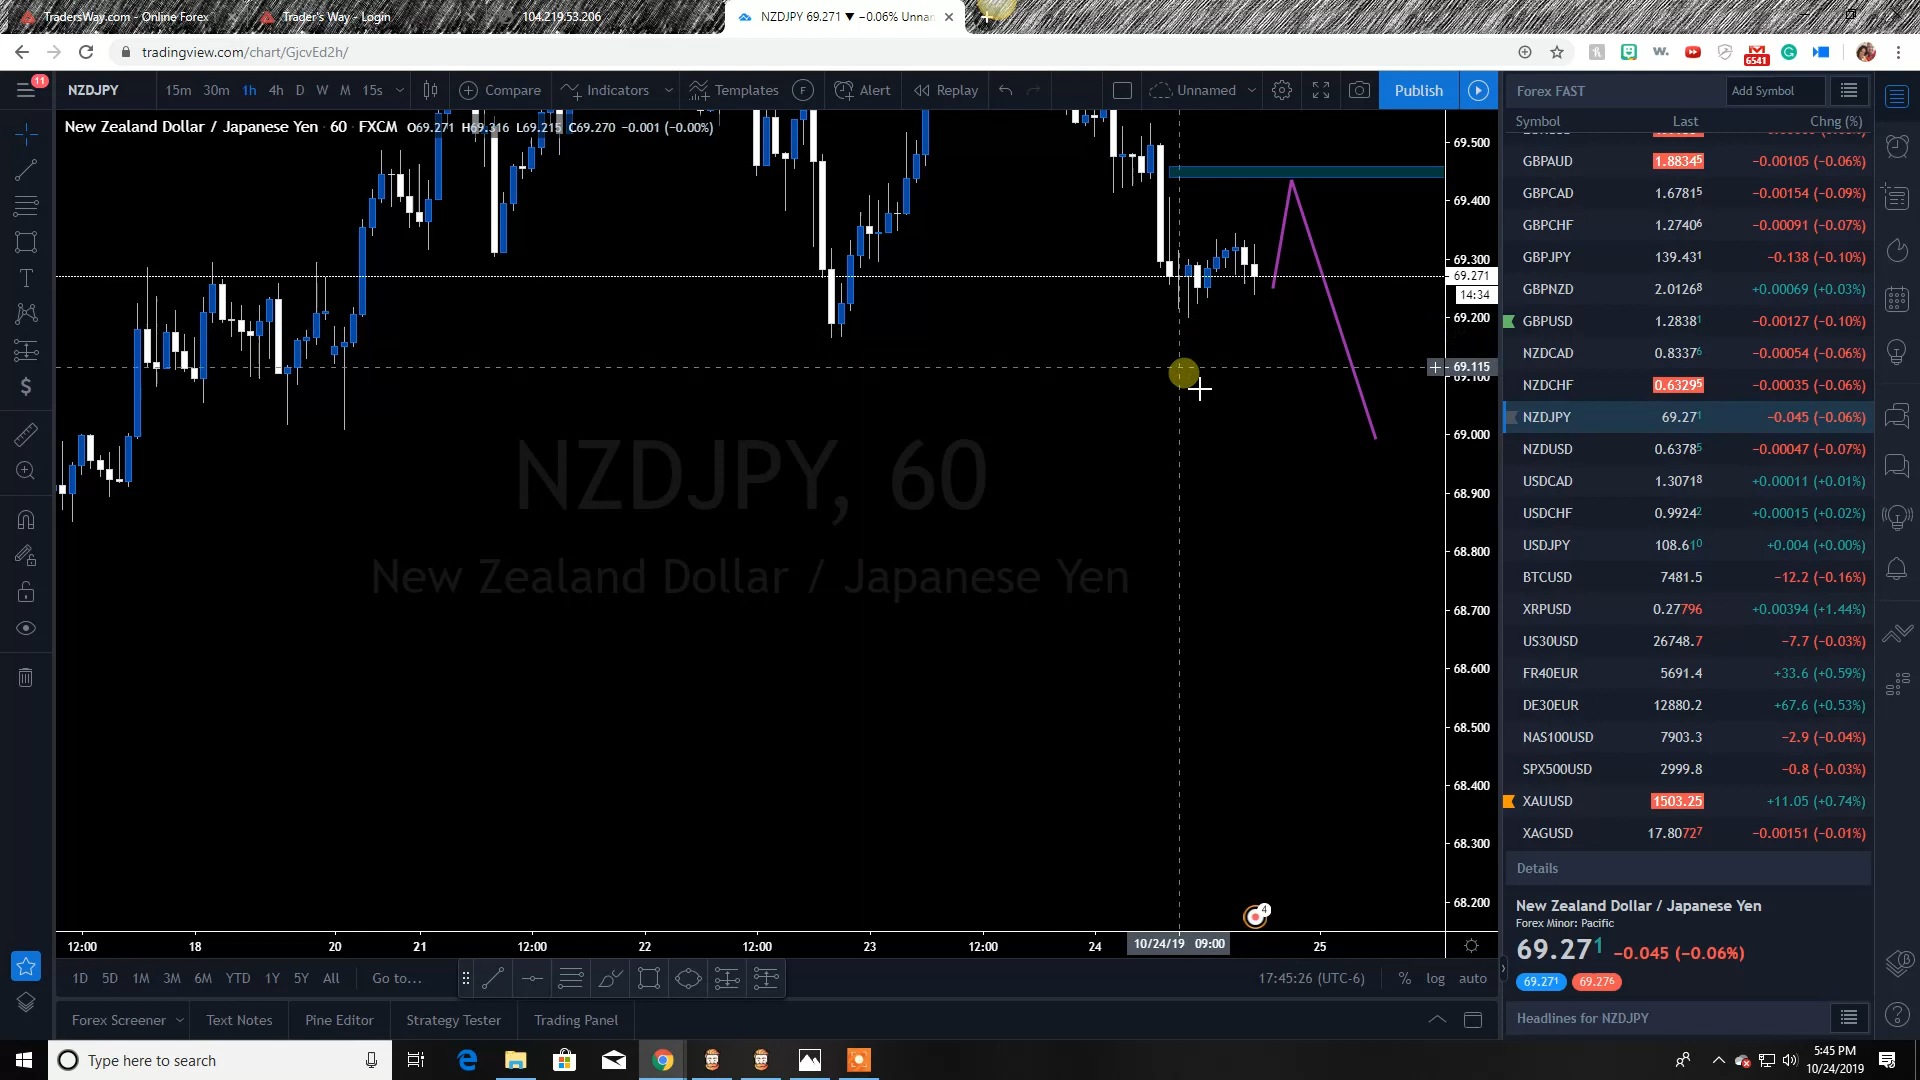 TradersWay.com - Online Forex
Trader's Way - Login
104.219.53.206
NZDJPY 69.271 ▼ −0.06% Unnan
tradingview.com/chart/GjcvEd2h/
6541
11
NZDJPY 15m 30m 1h 4h D W M 15s Compare Indicators Templates F Alert Replay Unnamed Publish
New Zealand Dollar / Japanese Yen · 60 · FXCM O69.271 H69.316 L69.215 C69.270 −0.001 (−0.00%)
69.500
69.400
69.300
69.271
14:34
69.200
69.115
69.100
69.000
68.900
68.800
68.700
68.600
68.500
68.400
68.300
68.200
NZDJPY, 60
New Zealand Dollar / Japanese Yen
4
12:00 18 20 21 12:00 22 12:00 23 12:00 24 10/24/19 09:00 25
1D 5D 1M 3M 6M YTD 1Y 5Y All Go to... 17:45:26 (UTC-6) % log auto
Forex Screener Text Notes Pine Editor Strategy Tester Trading Panel
Forex FAST Add Symbol
Symbol Last Chng (%)
GBPAUD 1.88345 −0.00105 (−0.06%)
GBPCAD 1.67815 −0.00154 (−0.09%)
GBPCHF 1.27406 −0.00091 (−0.07%)
GBPJPY 139.431 −0.138 (−0.10%)
GBPNZD 2.01268 +0.00069 (+0.03%)
GBPUSD 1.28381 −0.00127 (−0.10%)
NZDCAD 0.83376 −0.00054 (−0.06%)
NZDCHF 0.63295 −0.00035 (−0.06%)
NZDJPY 69.271 −0.045 (−0.06%)
NZDUSD 0.63785 −0.00047 (−0.07%)
USDCAD 1.30718 +0.00011 (+0.01%)
USDCHF 0.99242 +0.00015 (+0.02%)
USDJPY 108.610 +0.004 (+0.00%)
BTCUSD 7481.5 −12.2 (−0.16%)
XRPUSD 0.27796 +0.00394 (+1.44%)
US30USD 26748.7 −7.7 (−0.03%)
FR40EUR 5691.4 +33.6 (+0.59%)
DE30EUR 12880.2 +67.6 (+0.53%)
NAS100USD 7903.3 −2.9 (−0.04%)
SPX500USD 2999.8 −0.8 (−0.03%)
XAUUSD 1503.25 +11.05 (+0.74%)
XAGUSD 17.80727 −0.00151 (−0.01%)
Details
New Zealand Dollar / Japanese Yen
Forex Minor: Pacific
69.271 −0.045 (−0.06%)
69.271 69.276
Headlines for NZDJPY
Type here to search
5:45 PM
10/24/2019